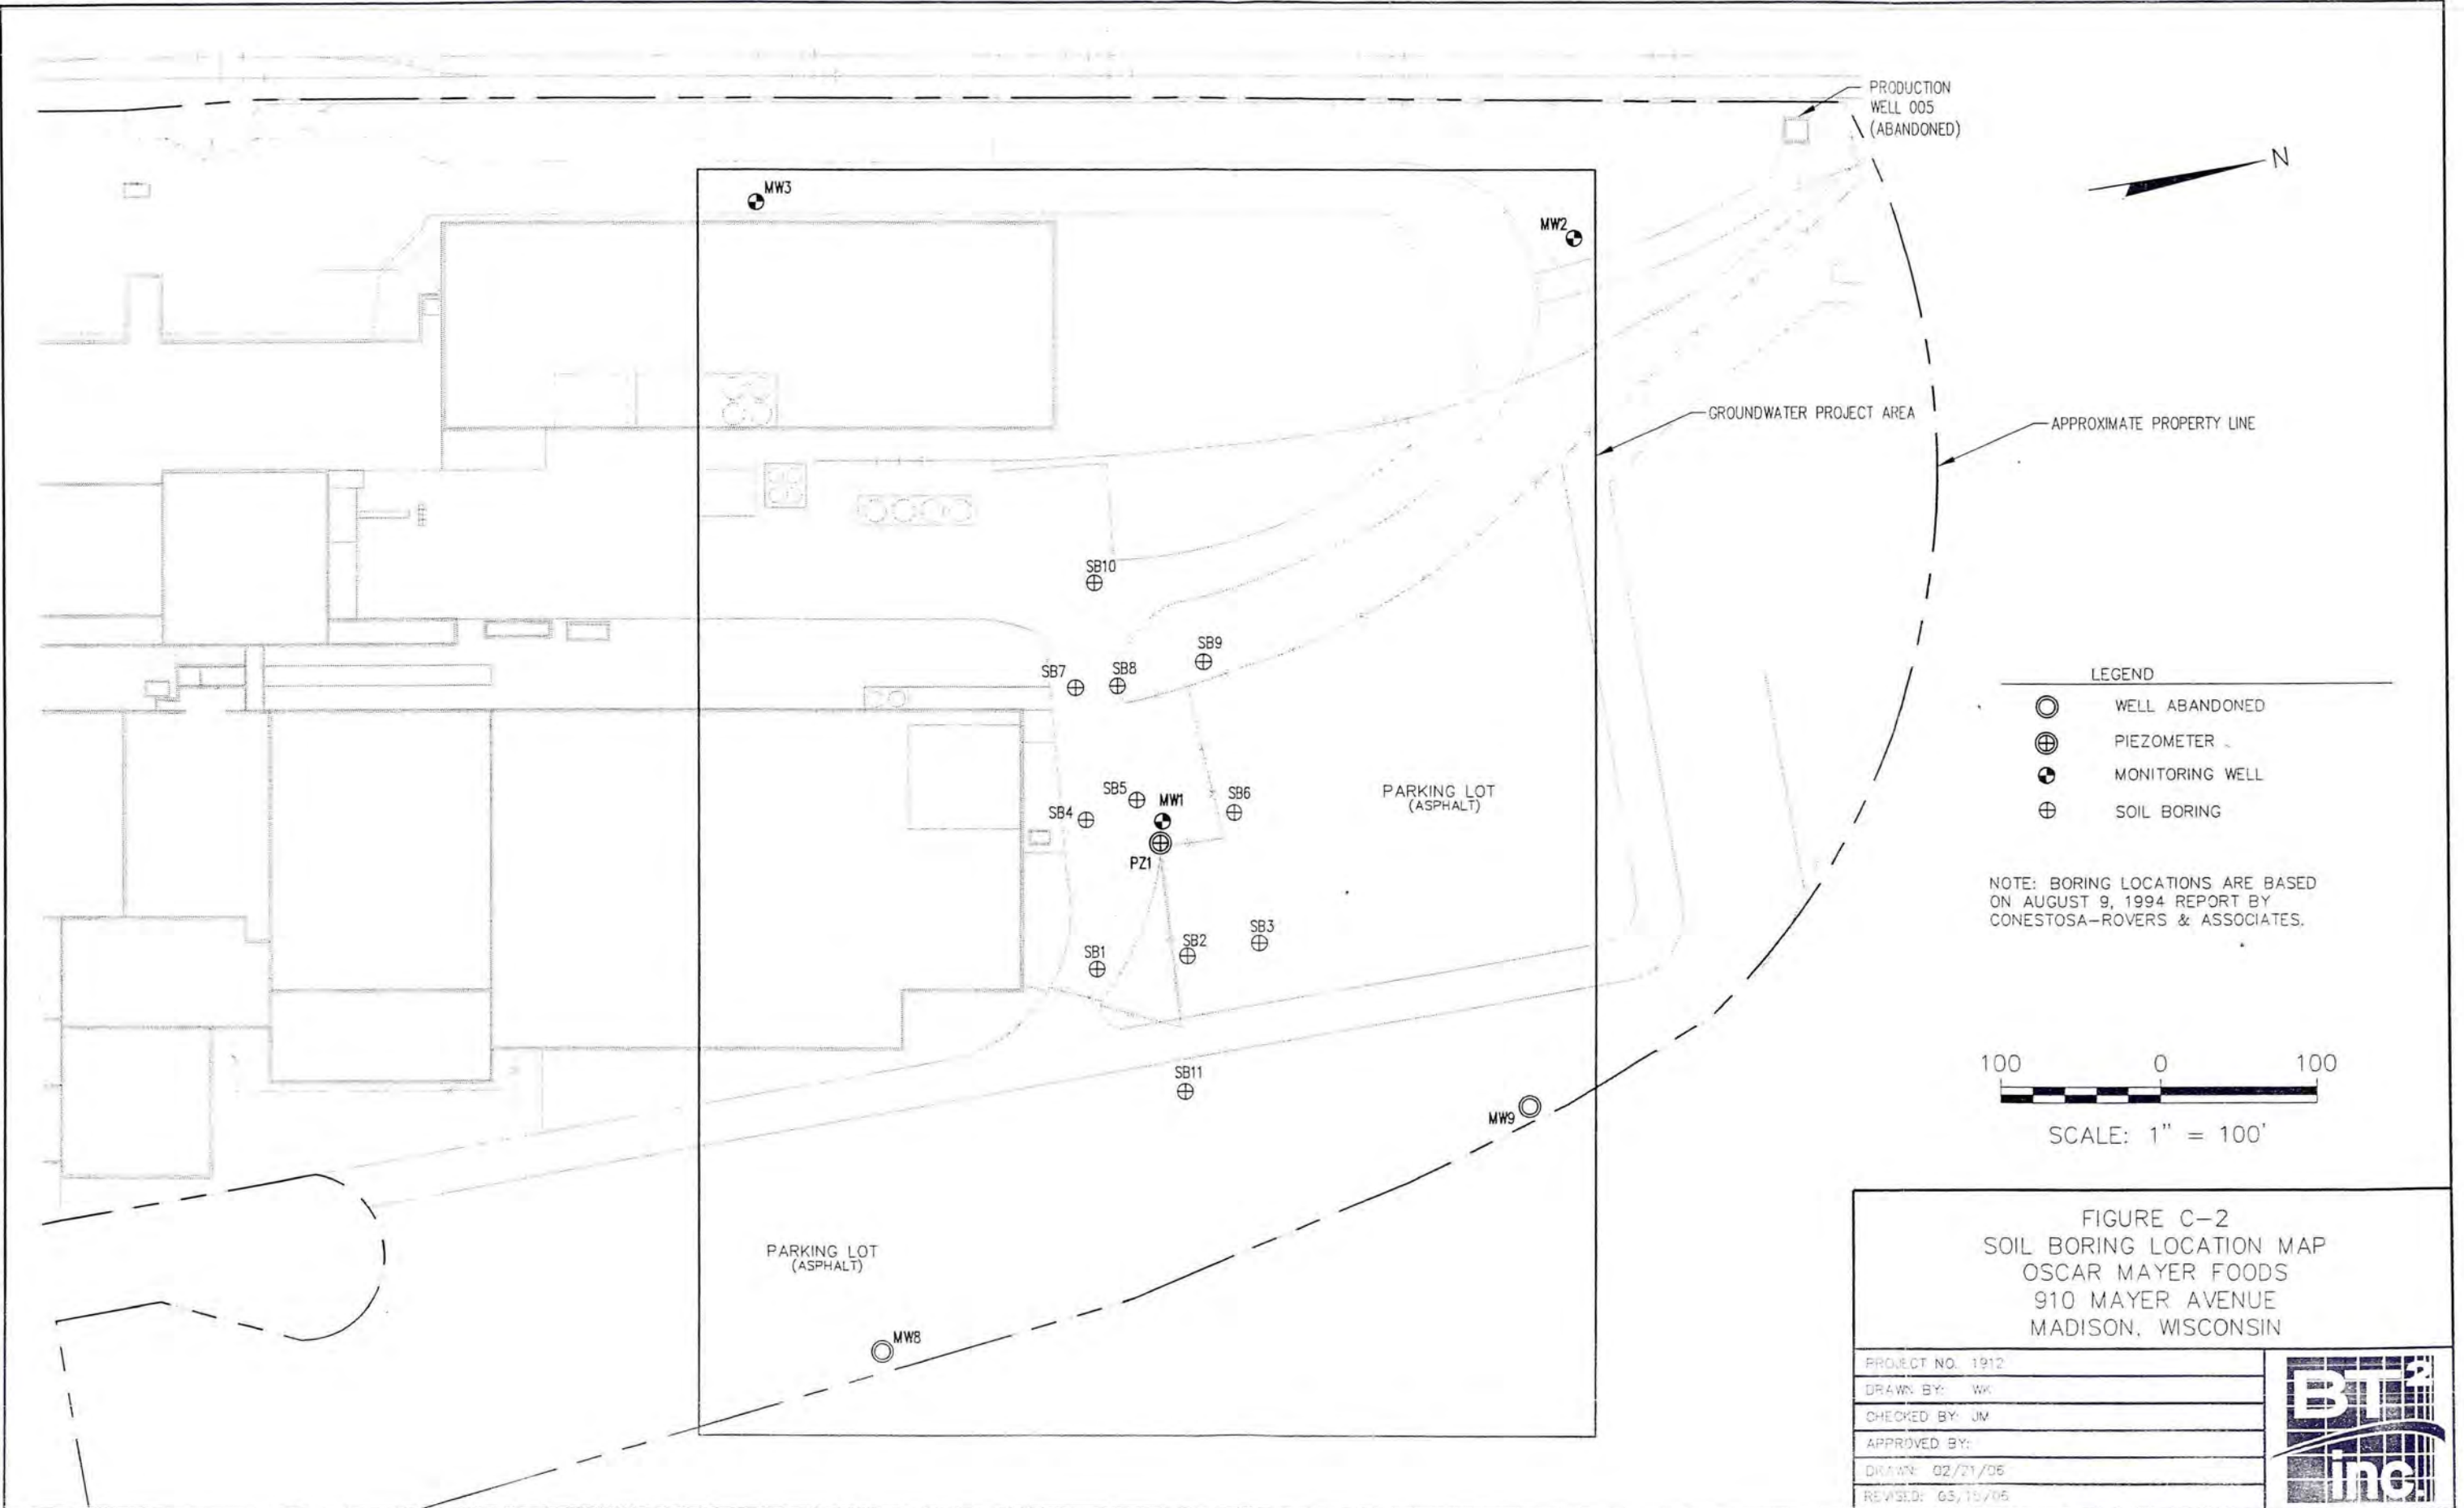 PRODUCTION
WELL 005
(ABANDONED)
N
MW3
MW2
GROUNDWATER PROJECT AREA
APPROXIMATE PROPERTY LINE
SB10
SB9
SB7
SB8
LEGEND
WELL ABANDONED
PIEZOMETER
MONITORING WELL
SOIL BORING
PARKING LOT
(ASPHALT)
SB5
MW1
SB6
SB4
PZ1
NOTE: BORING LOCATIONS ARE BASED
ON AUGUST 9, 1994 REPORT BY
CONESTOSA-ROVERS & ASSOCIATES.
SB3
SB2
SB1
SB11
MW9
100 0 100
SCALE: 1" = 100'
PARKING LOT
(ASPHALT)
MW8
FIGURE C-2
SOIL BORING LOCATION MAP
OSCAR MAYER FOODS
910 MAYER AVENUE
MADISON, WISCONSIN
PROJECT NO. 1912
DRAWN BY: WK
CHECKED BY: JM
APPROVED BY:
DRAWN: 02/21/06
REVISED: 03/15/06
BT2
inc.